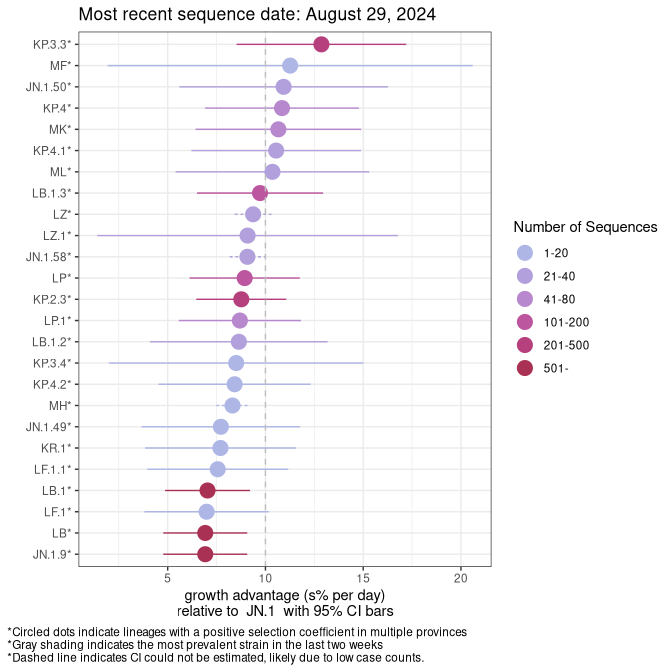 Most recent sequence date: August 29, 2024
KP.3.3*
MF*
JN.1.50*
KP.4*
MK*
KP.4.1*
ML*
LB.1.3*
LZ*
LZ.1*
JN.1.58*
LP*
KP.2.3*
LP.1*
LB.1.2*
KP.3.4*
KP.4.2*
MH*
JN.1.49*
KR.1*
LF.1.1*
LB.1*
LF.1*
LB*
JN.1.9*
5 10 15 20
growth advantage (s% per day)
relative to JN.1 with 95% CI bars
Number of Sequences
1-20
21-40
41-80
101-200
201-500
501-
*Circled dots indicate lineages with a positive selection coefficient in multiple provinces
*Gray shading indicates the most prevalent strain in the last two weeks
*Dashed line indicates CI could not be estimated, likely due to low case counts.